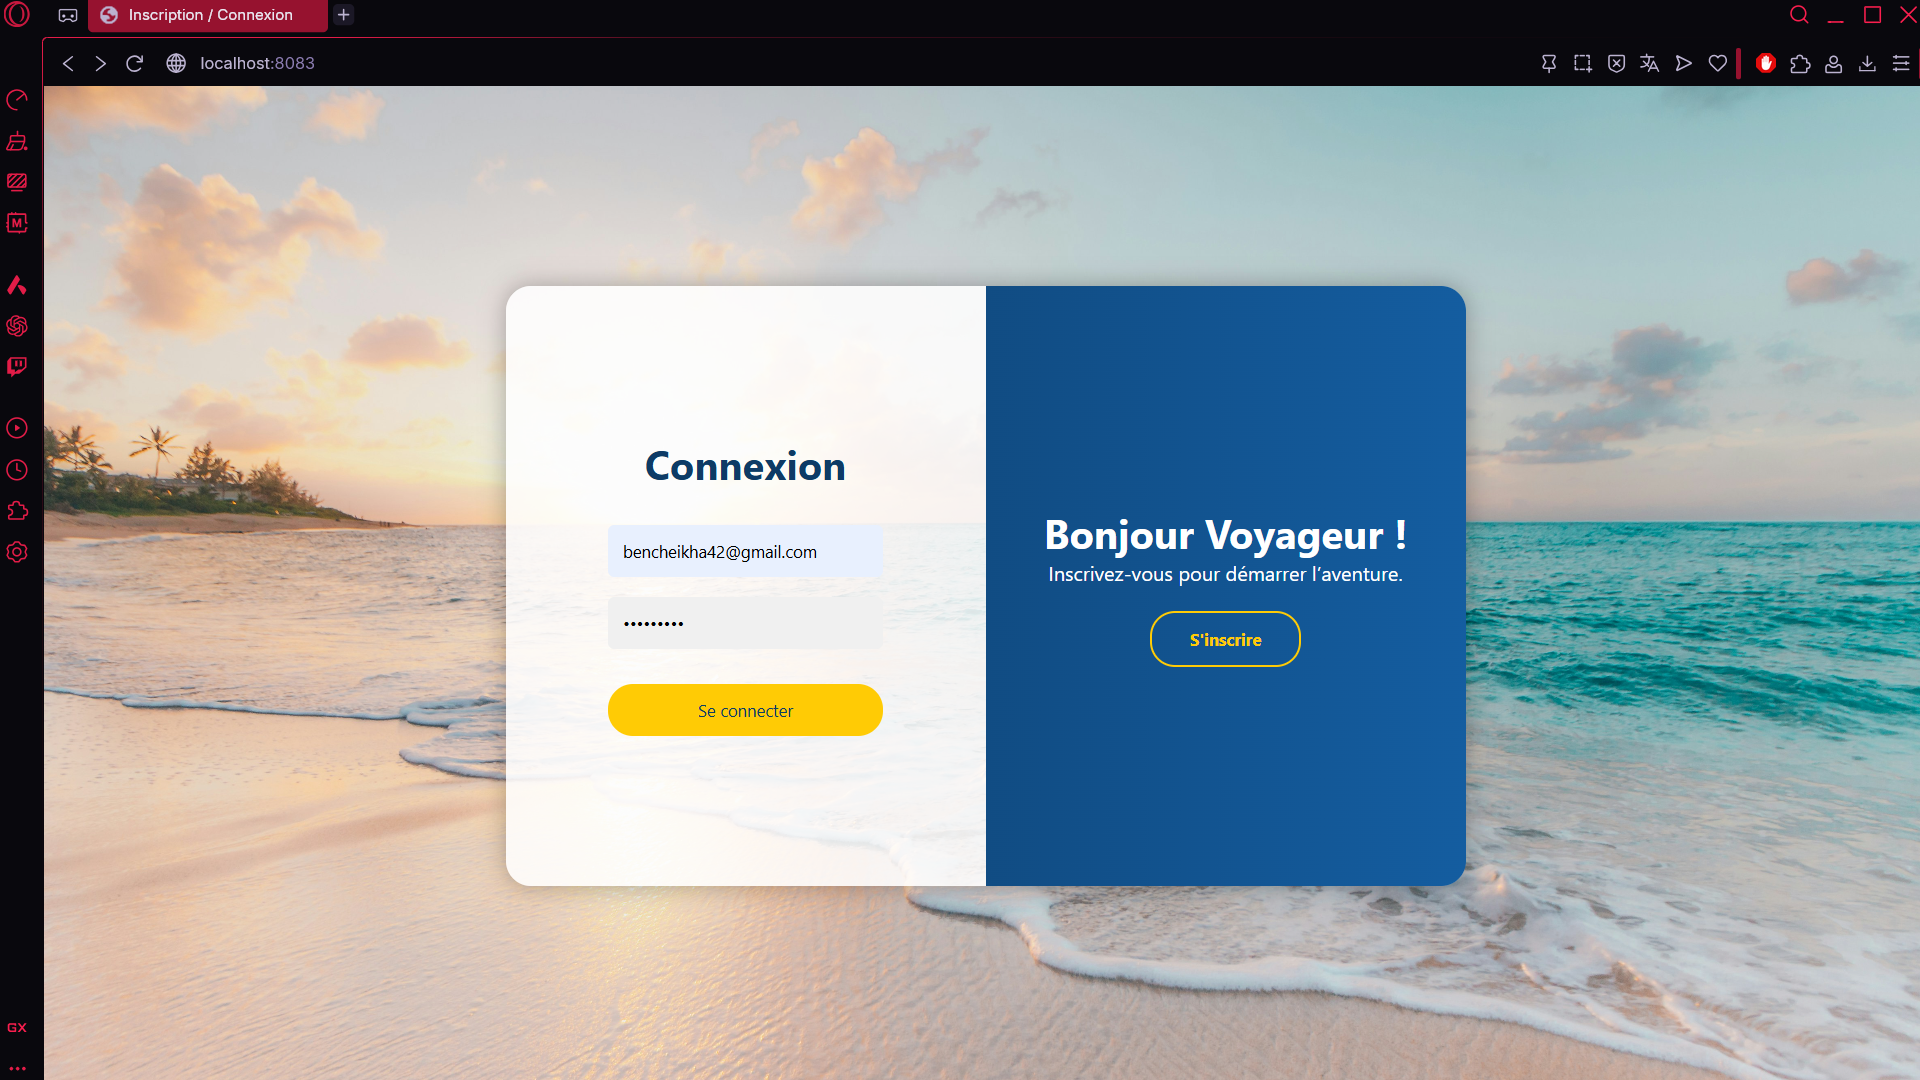 Inscription / Connexion
localhost:8083
M
Connexion
bencheikha42@gmail.com
•••••••••
Se connecter
Bonjour Voyageur !
Inscrivez-vous pour démarrer l’aventure.
S'inscrire
GX